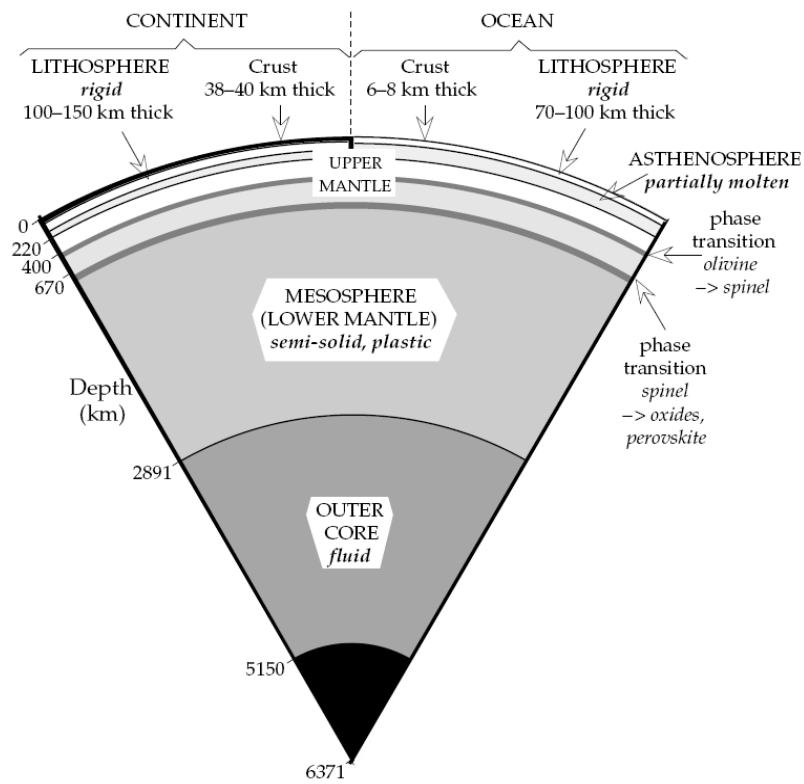 CONTINENT
OCEAN
LITHOSPHERE
rigid
100–150 km thick
Crust
38–40 km thick
Crust
6–8 km thick
LITHOSPHERE
rigid
70–100 km thick
UPPER
MANTLE
ASTHENOSPHERE
partially molten
0
220
400
670
phase
transition
olivine
–> spinel
MESOSPHERE
(LOWER MANTLE)
semi-solid, plastic
phase
transition
spinel
–> oxides,
perovskite
Depth
(km)
2891
OUTER
CORE
fluid
5150
6371